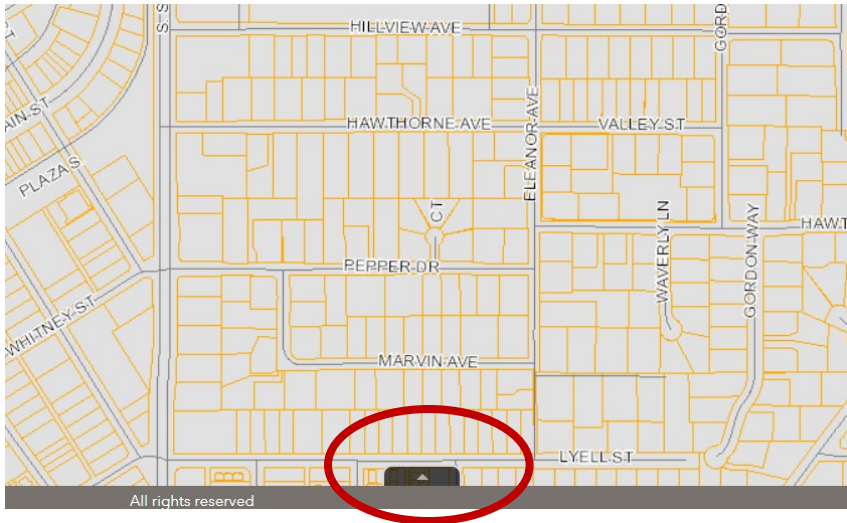 HILLVIEW AVE
GORD
S. S
AIN ST
HAWTHORNE AVE
VALLEY ST
ELEANOR AVE
PLAZA S
CT
WAVERLY LN
GORDON WAY
HAWT
PEPPER DR
WHITNEY ST
MARVIN AVE
LYELL ST
All rights reserved